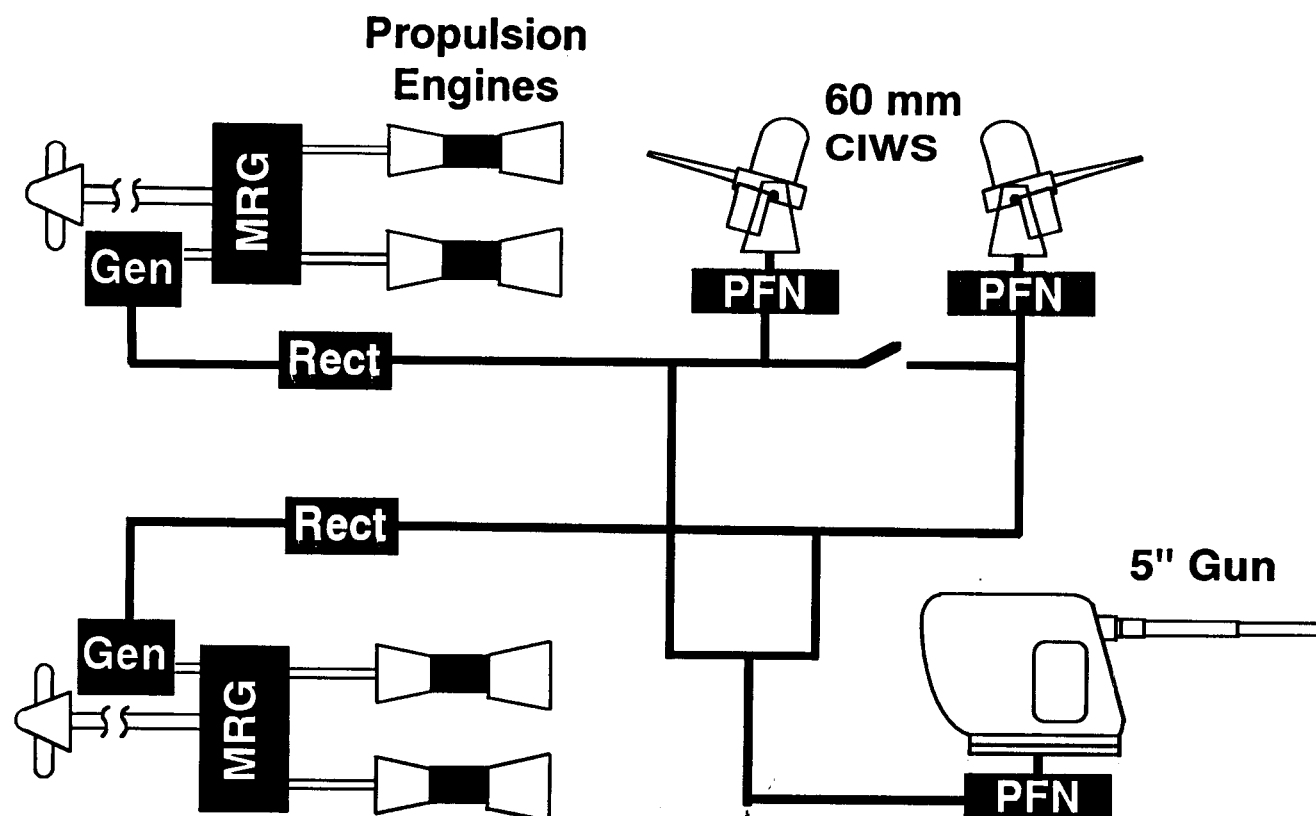 Propulsion
Engines
60 mm
CIWS
MRG
Gen
PFN
PFN
Rect
Rect
5" Gun
Gen
MRG
PFN